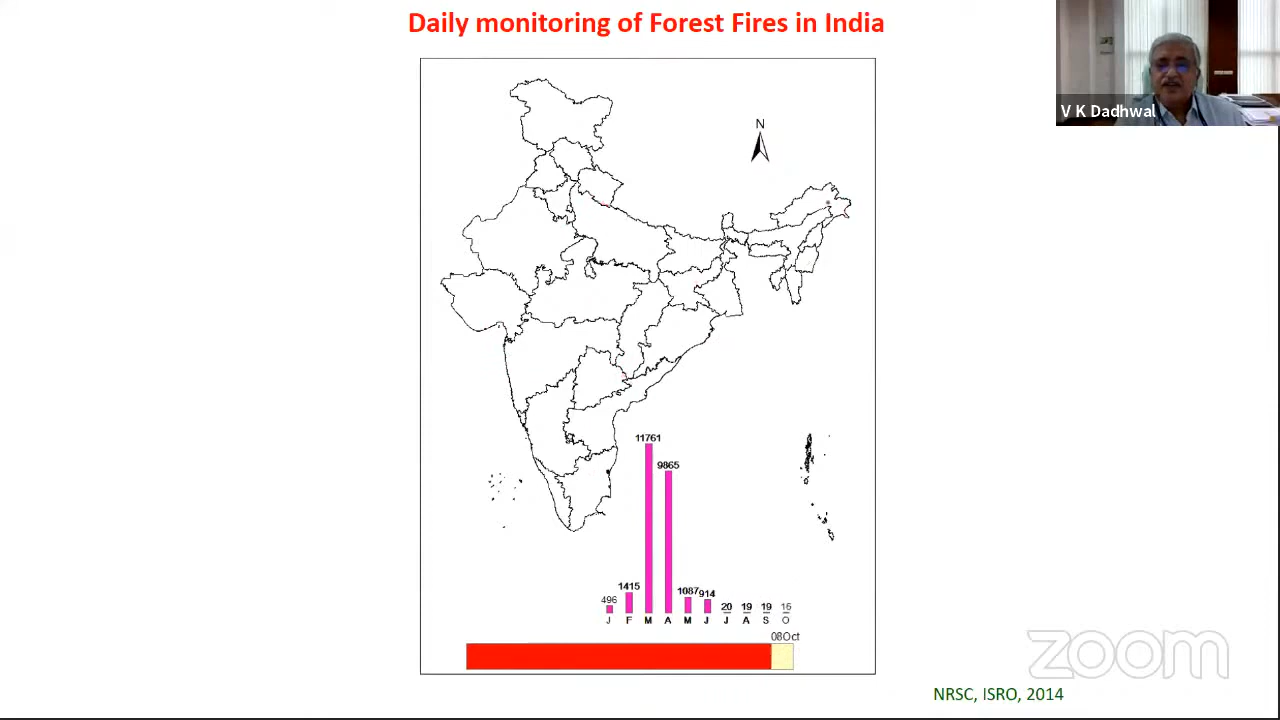 Daily monitoring of Forest Fires in India
V K Dadhwal
N
11761
9865
1415
1087
914
496
20 19 19 16
J F M A M J J A S O
08Oct
zoom
NRSC, ISRO, 2014